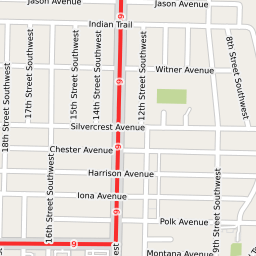 Jason Avenue
Jason Avenue
Indian Trail
9
8th Street Southwest
17th Street Southwest
15th Street Southwest
14th Street Southwest
12th Street Southwest
Witner Avenue
9
18th Street Southwest
Silvercrest Avenue
Chester Avenue
9
Harrison Avenue
Iona Avenue
9
16th Street Southwest
Polk Avenue
9th Street Southwest
9
Montana Avenue